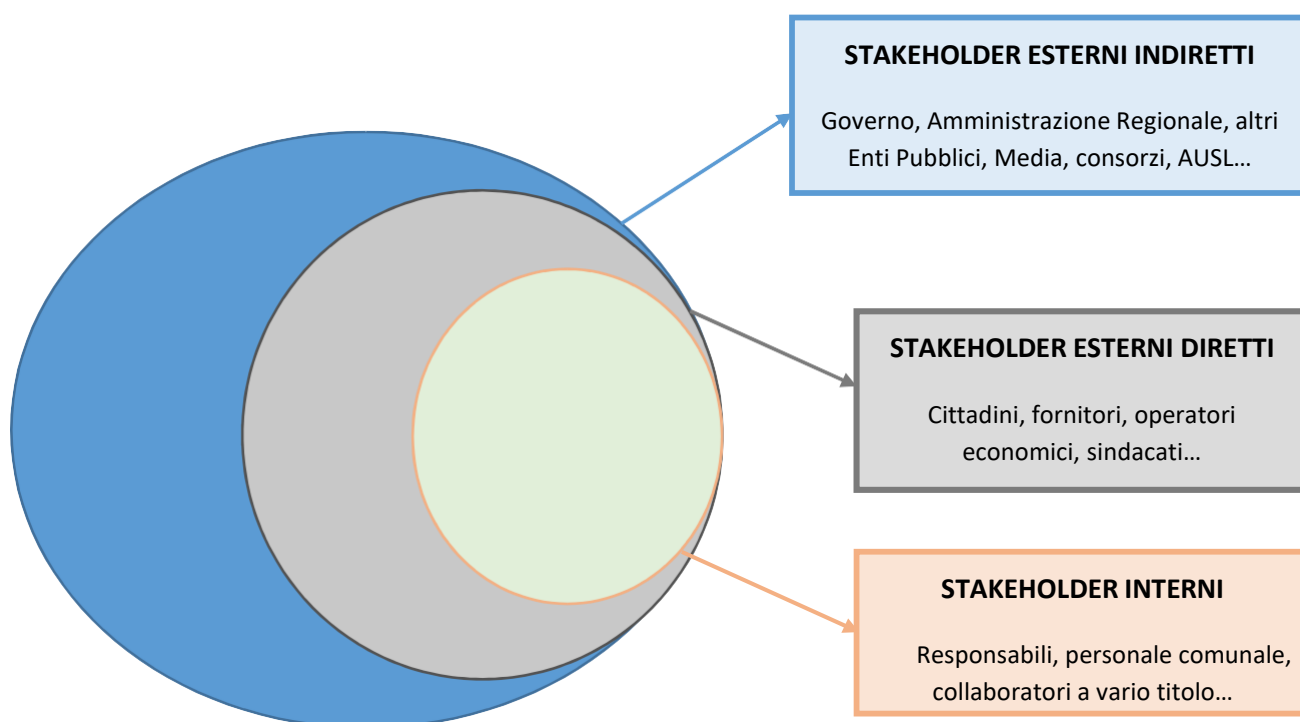 STAKEHOLDER ESTERNI INDIRETTI
Governo, Amministrazione Regionale, altri
Enti Pubblici, Media, consorzi, AUSL…
STAKEHOLDER ESTERNI DIRETTI
Cittadini, fornitori, operatori
economici, sindacati…
STAKEHOLDER INTERNI
Responsabili, personale comunale,
collaboratori a vario titolo…